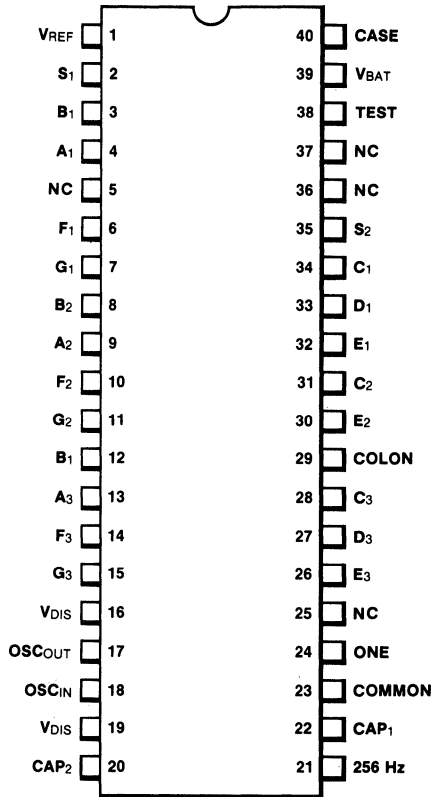 VREF 1 40 CASE
S1 2 39 VBAT
B1 3 38 TEST
A1 4 37 NC
NC 5 36 NC
F1 6 35 S2
G1 7 34 C1
B2 8 33 D1
A2 9 32 E1
F2 10 31 C2
G2 11 30 E2
B1 12 29 COLON
A3 13 28 C3
F3 14 27 D3
G3 15 26 E3
VDIS 16 25 NC
OSCOUT 17 24 ONE
OSCIN 18 23 COMMON
VDIS 19 22 CAP1
CAP2 20 21 256 Hz